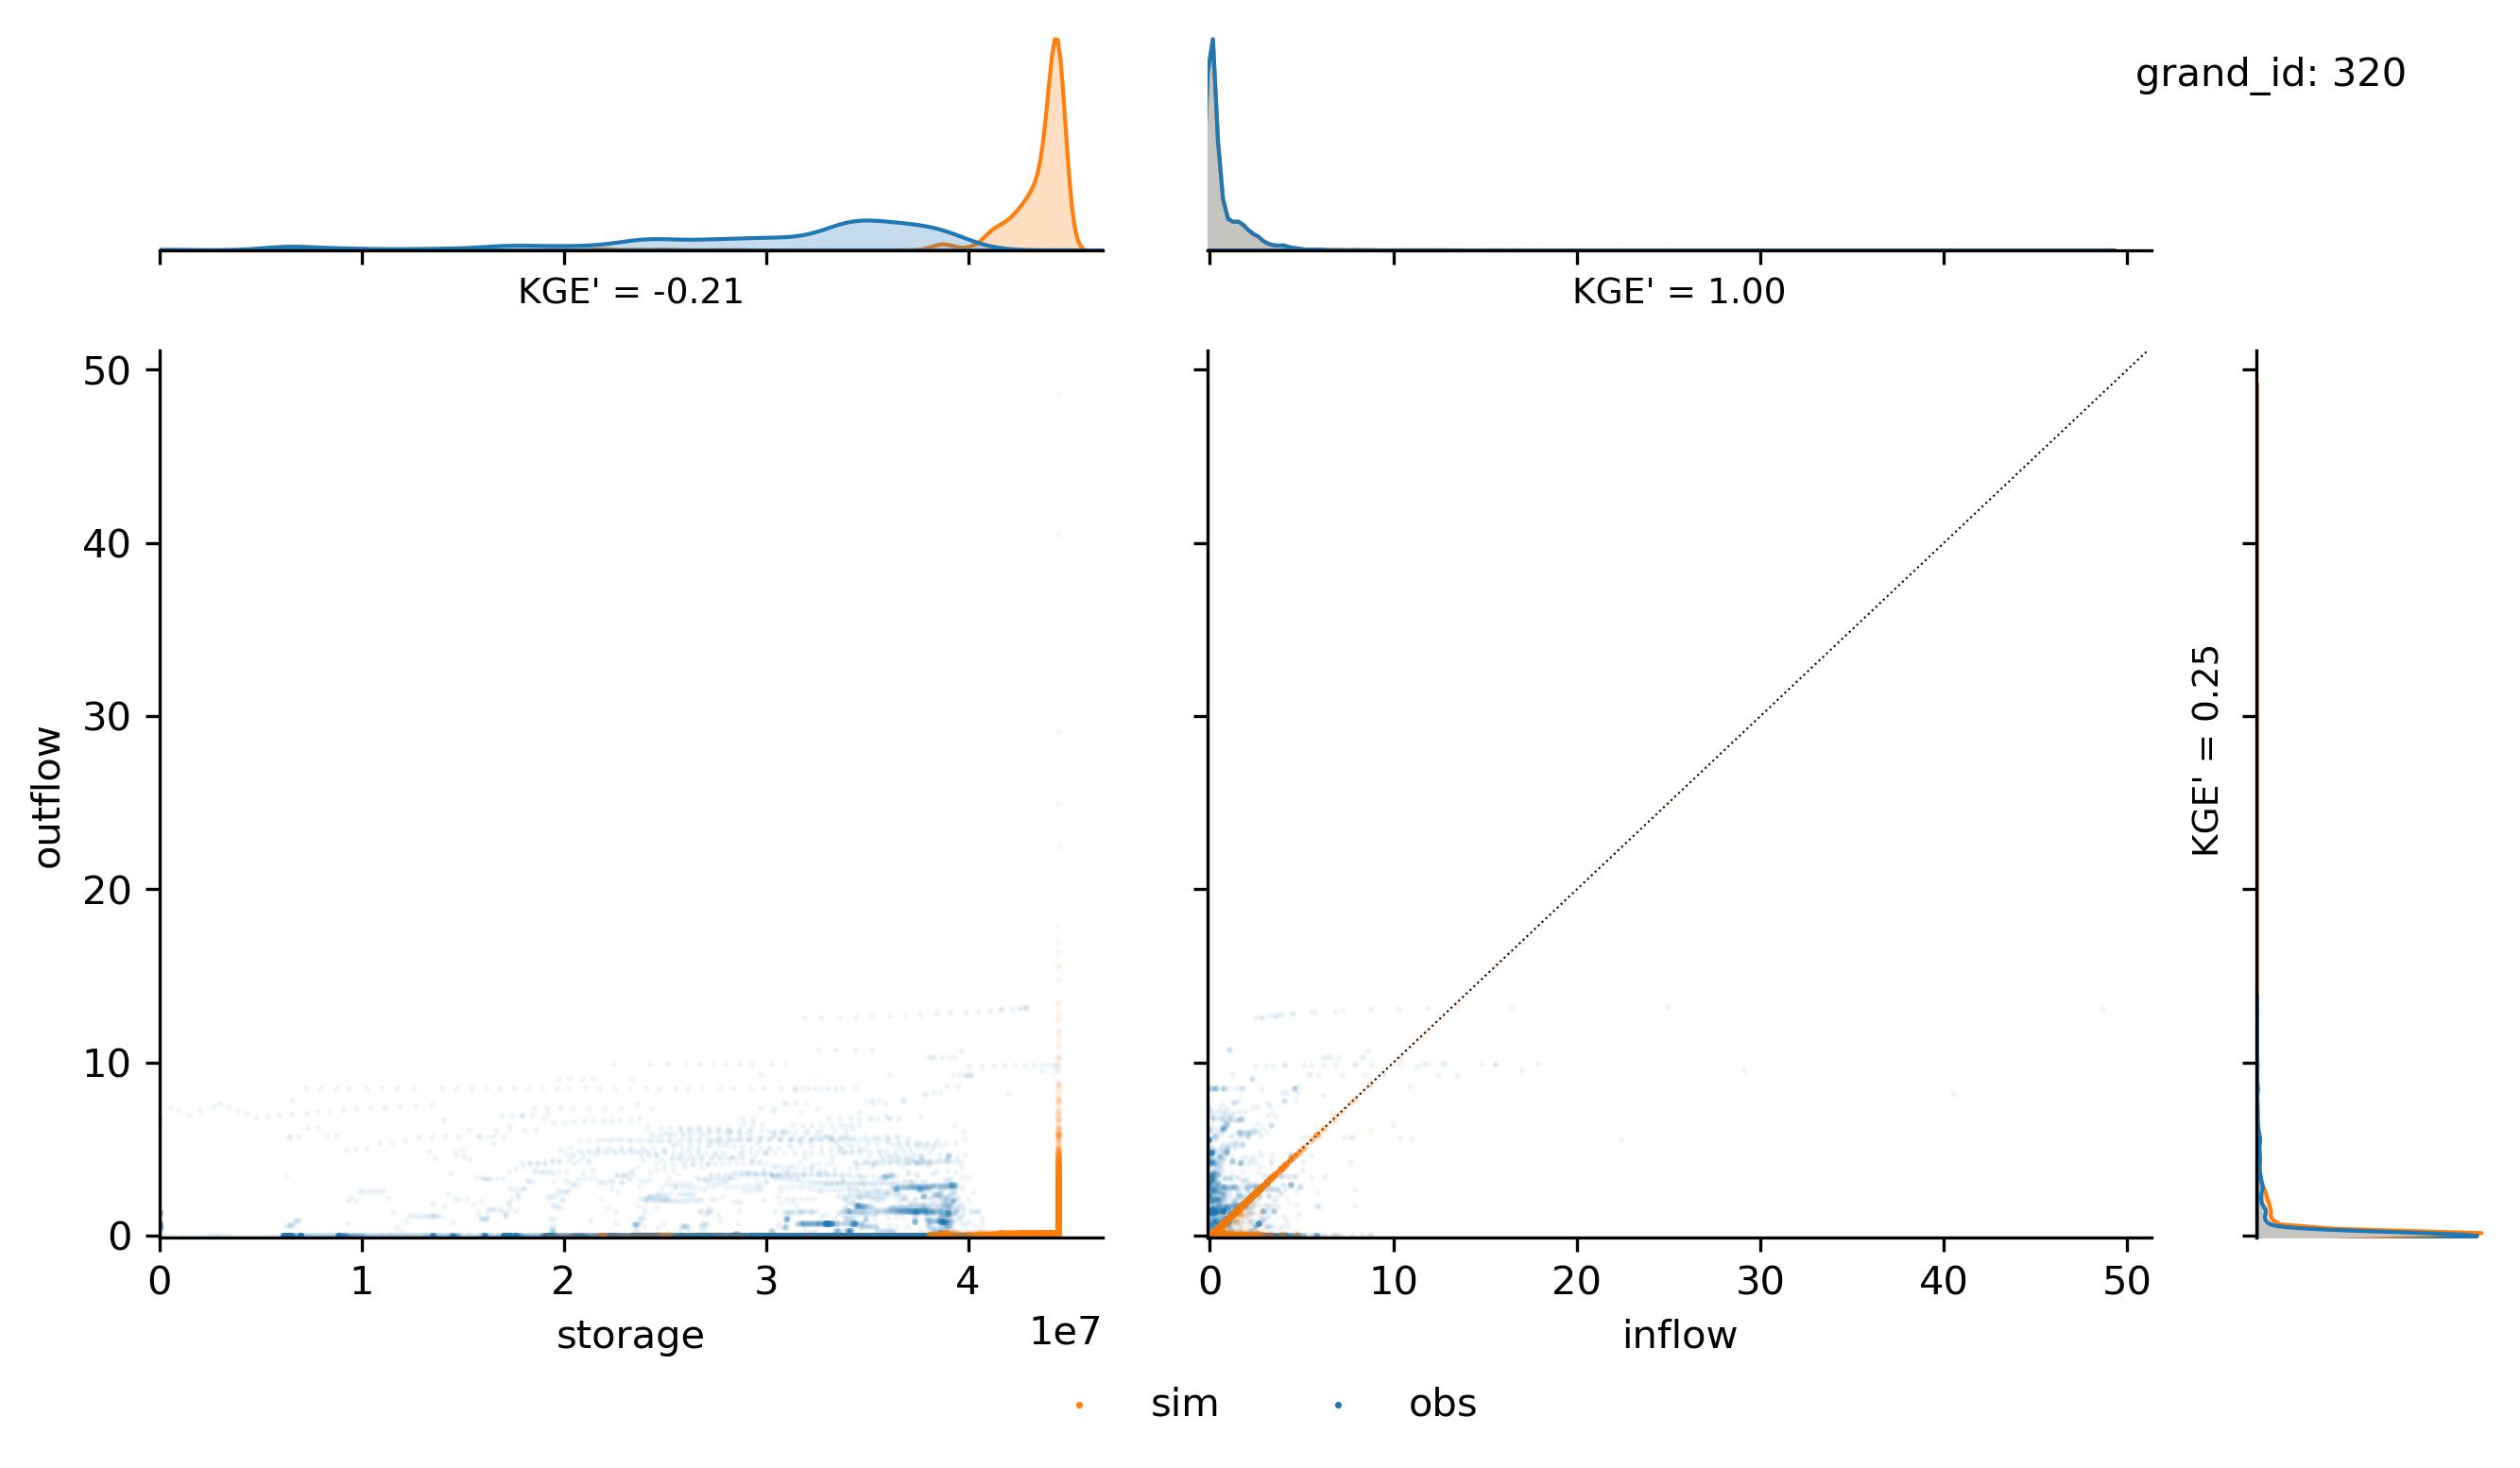 grand_id: 320
KGE' = -0.21
KGE' = 1.00
50
40
30
20
10
0
outflow
KGE' = 0.25
0 1 2 3 4
0 10 20 30 40 50
storage
1e7
inflow
sim obs